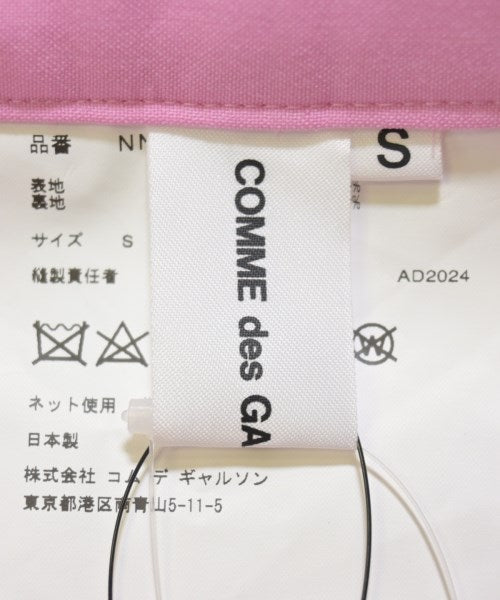 品番 NN
S
表地
裏地
サイズ S
縫製責任者
AD2024
COMME des GA
W
ネット使用
日本製
株式会社 コム デ ギャルソン
東京都港区南青山5-11-5